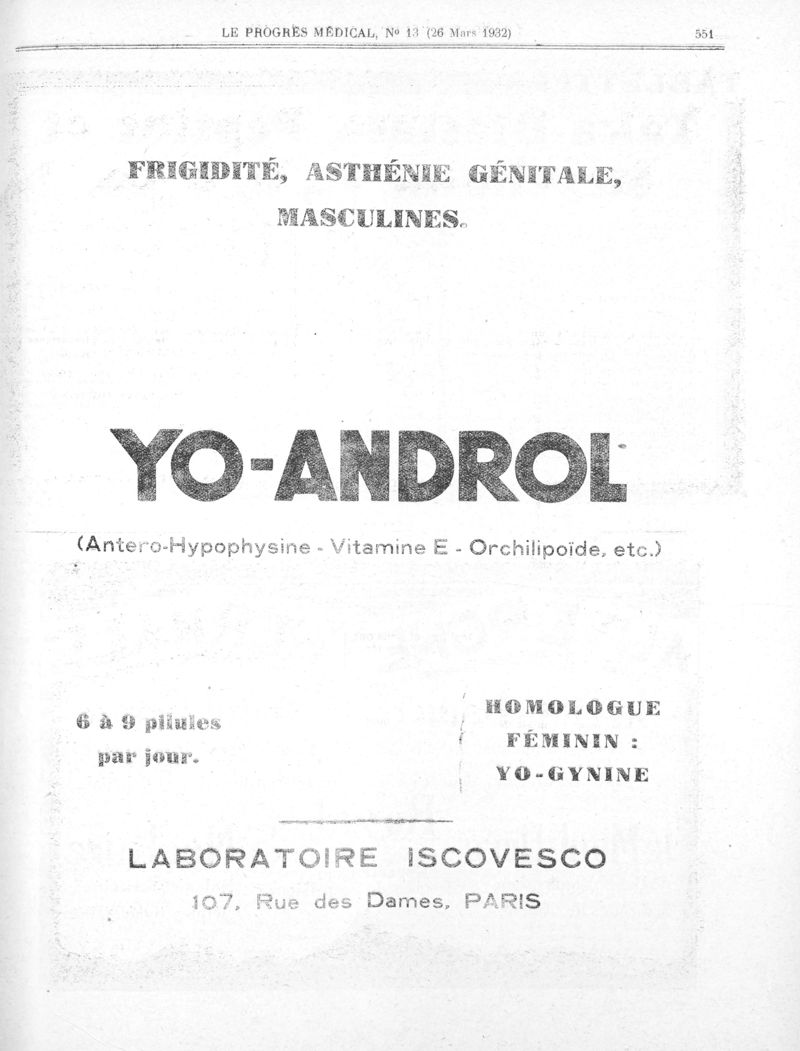 LE PROGRÈS MÉDICAL, Nº 13 (26 Mars 1932) 551
FRIGIDITÉ, ASTHÉNIE GÉNITALE,
MASCULINES.
YO-ANDROL
(Antero-Hypophysine - Vitamine E - Orchilipoïde, etc.)
6 à 9 pilules
par jour.
HOMOLOGUE
FÉMININ :
YO-GYNINE
LABORATOIRE ISCOVESCO
107, Rue des Dames, PARIS